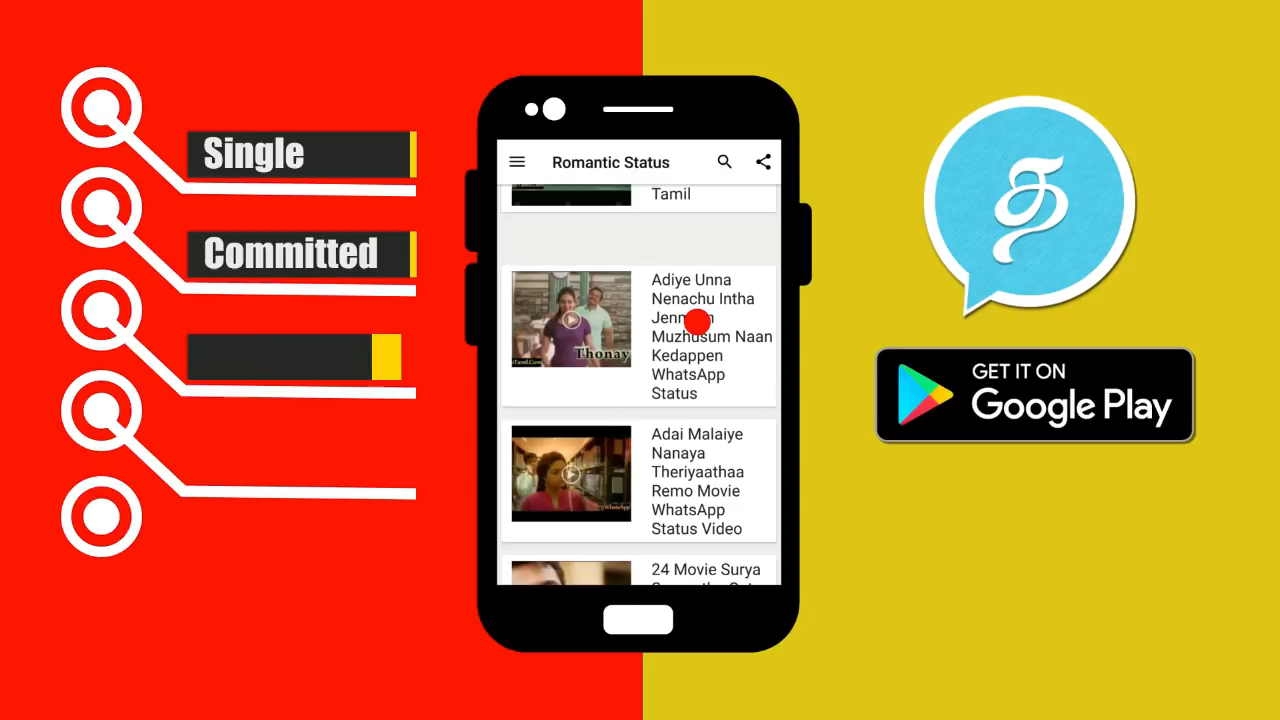 Single
Committed
Romantic Status
Tamil
Adiye Unna
Nenachu Intha
Muzhusum Naan
Kedappen
WhatsApp
Status
Thonay
Adai Malaiye
Nanaya
Theriyaathaa
Remo Movie
WhatsApp
Status Video
WhatsApp
24 Movie Surya
த
GET IT ON
Google Play